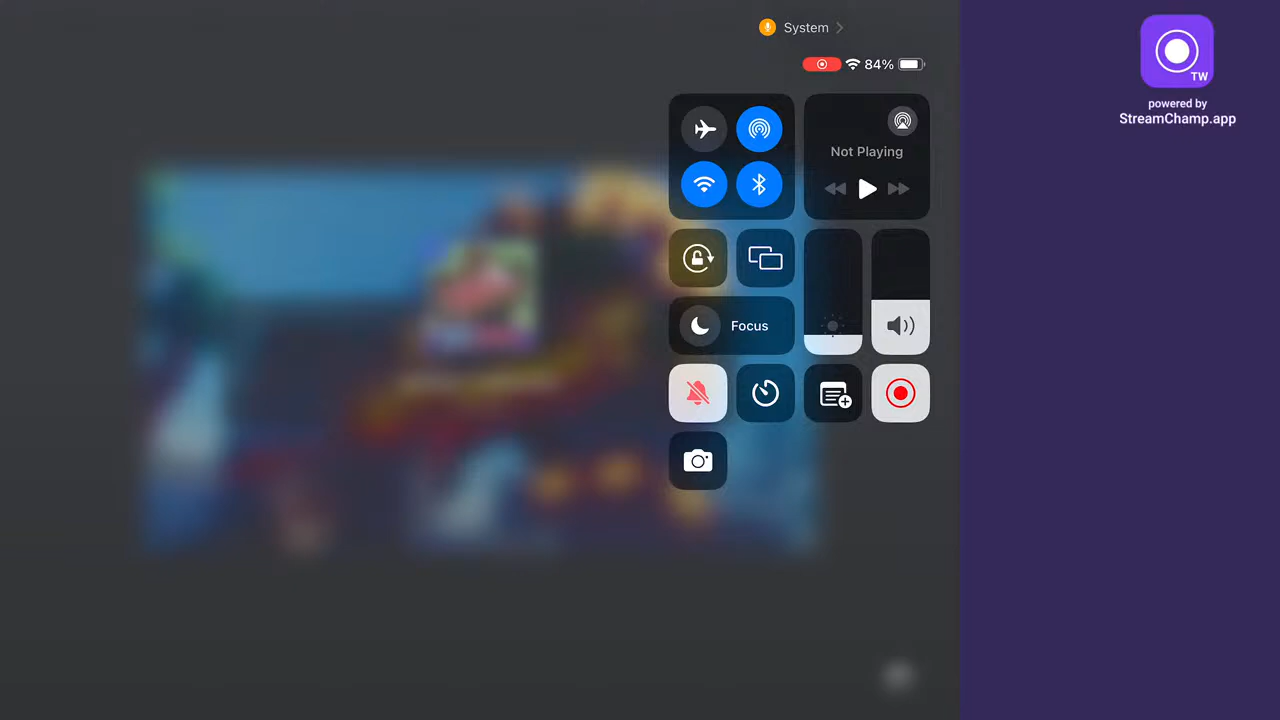 System
84%
Not Playing
Focus
TW
powered by
StreamChamp.app